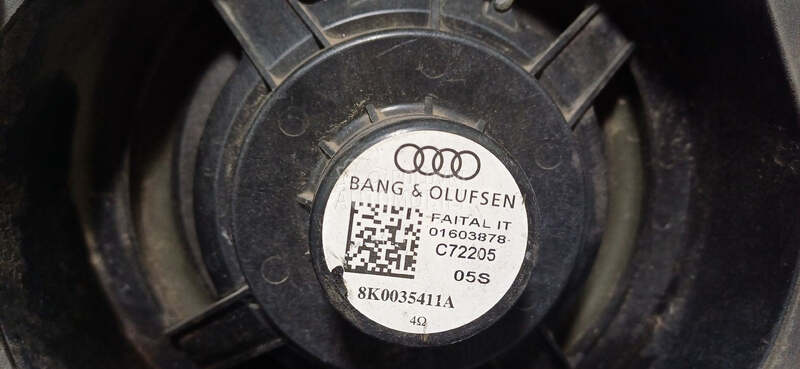 BANG & OLUFSEN
FAITAL IT
01603878
C72205
05S
8K0035411A
4Ω